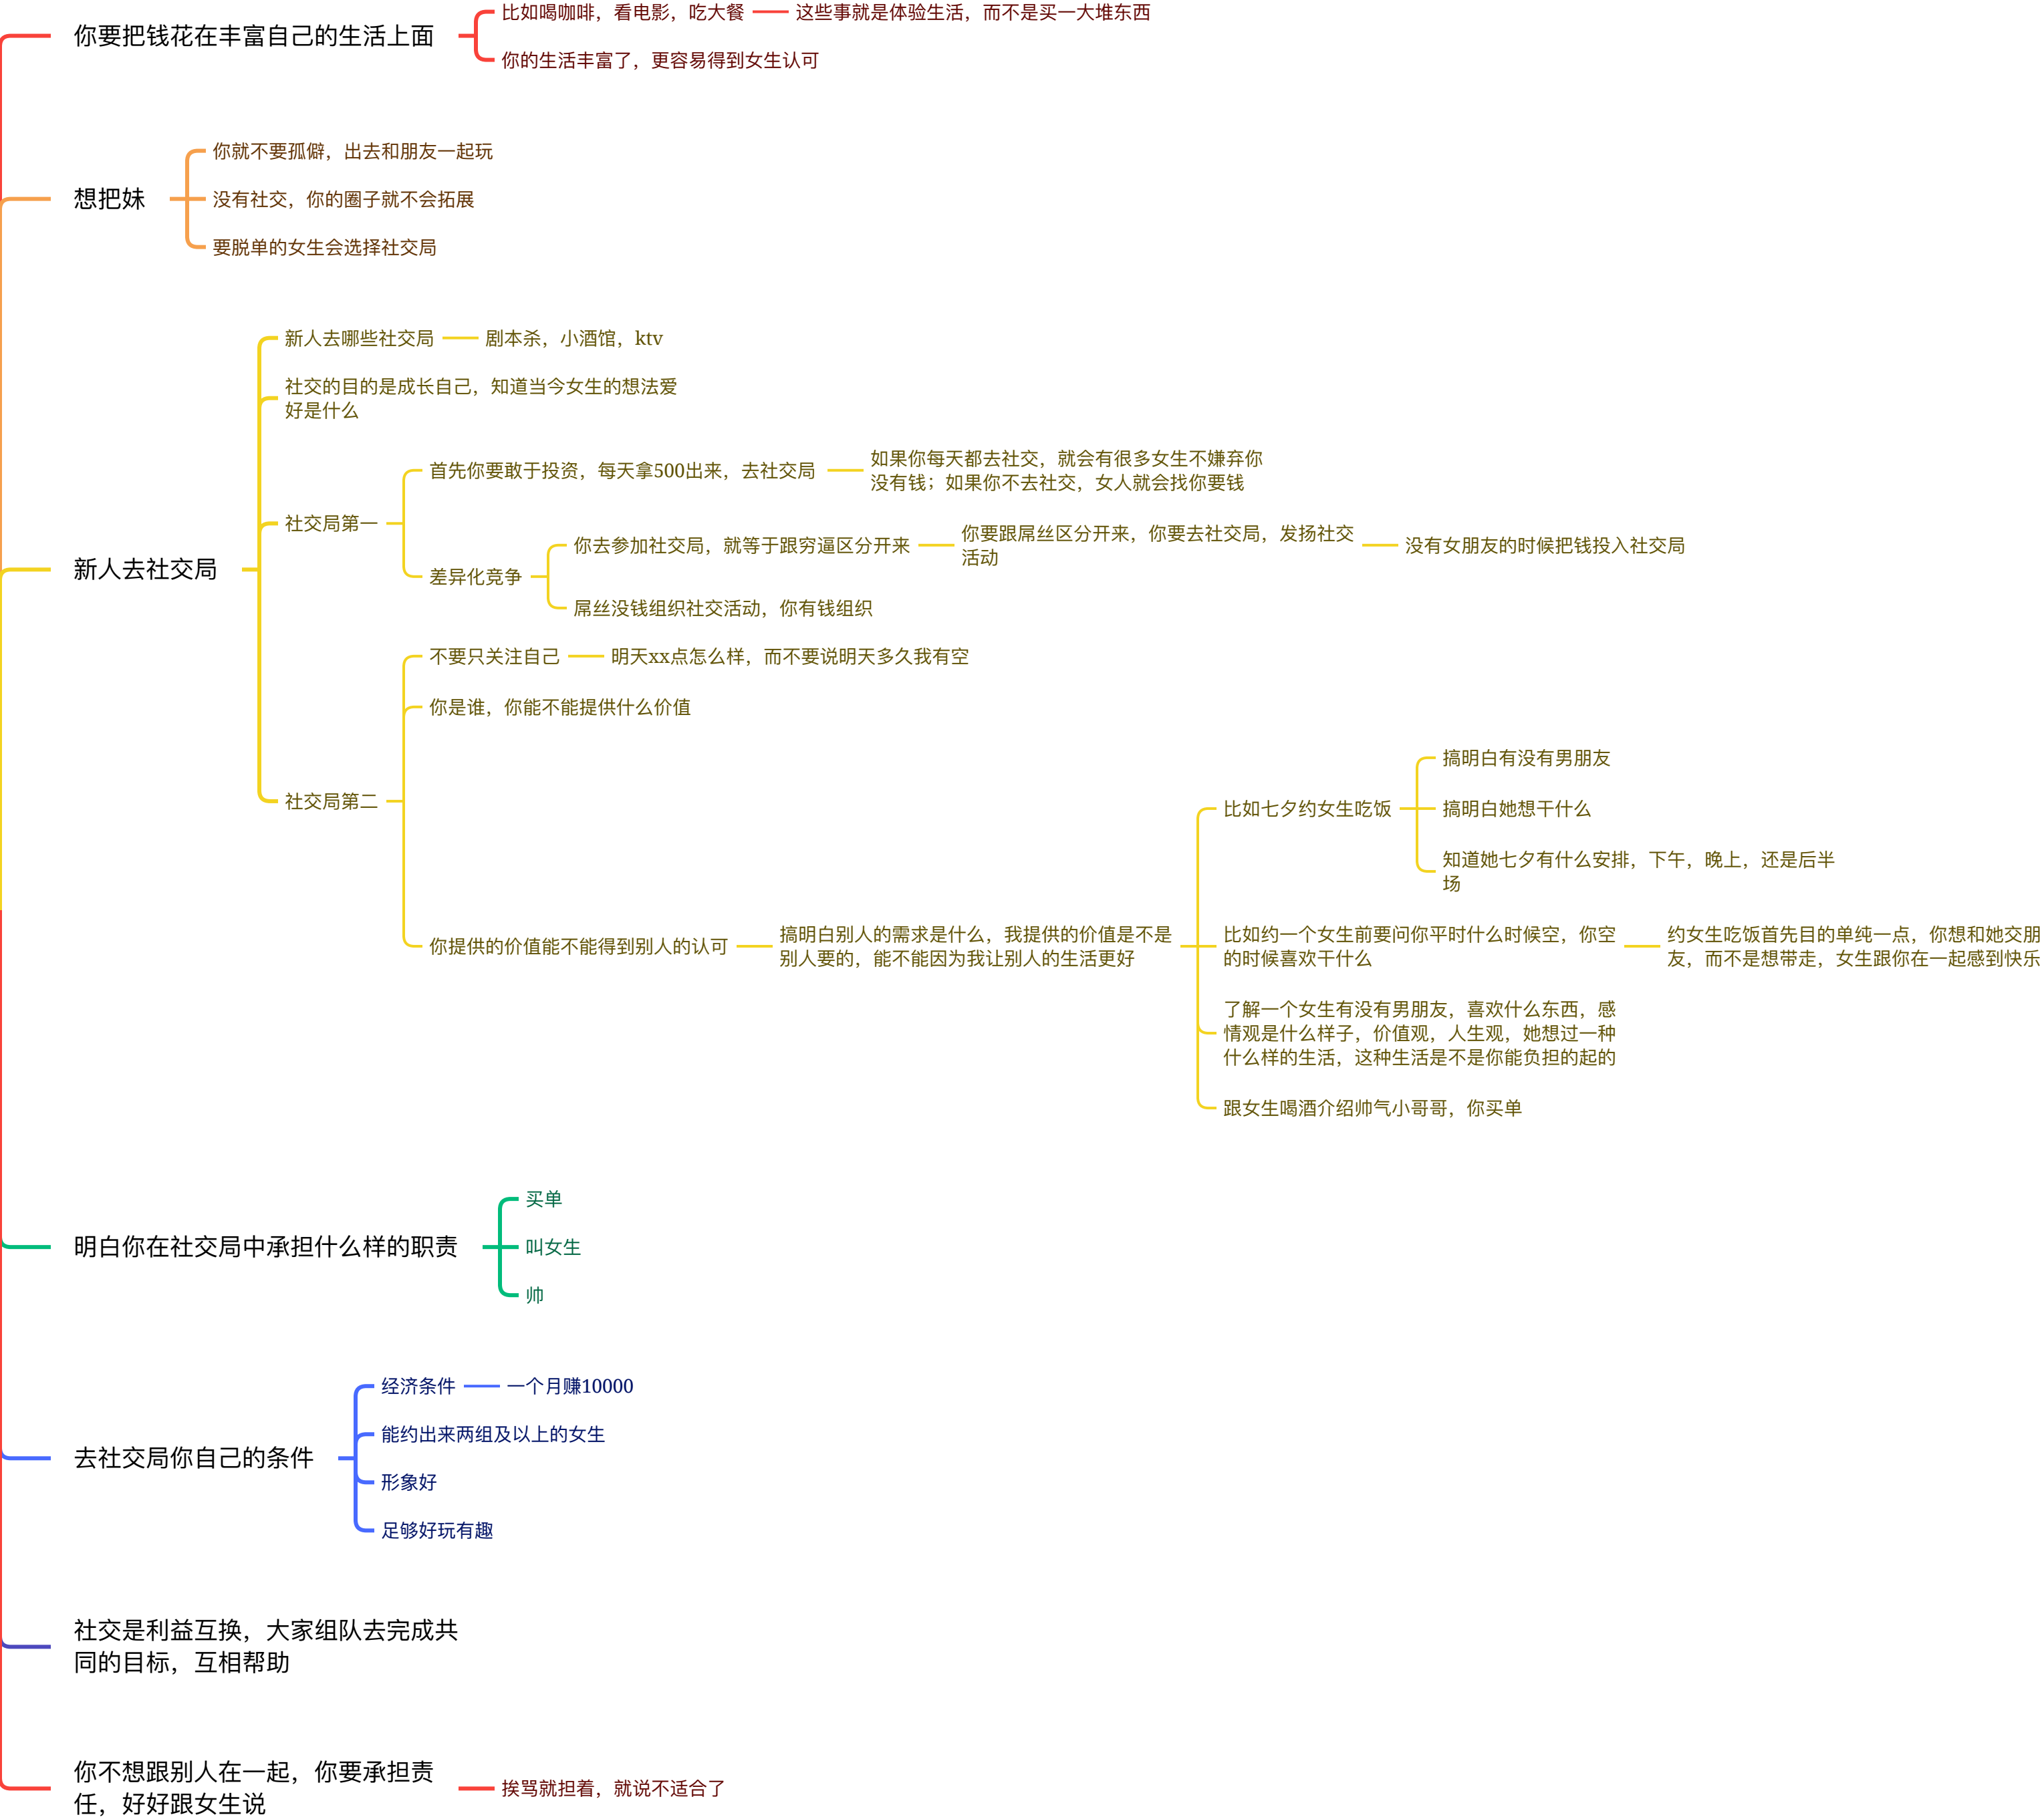 你要把钱花在丰富自己的生活上面
比如喝咖啡，看电影，吃大餐
这些事就是体验生活，而不是买一大堆东西
你的生活丰富了，更容易得到女生认可
想把妹
你就不要孤僻，出去和朋友一起玩
没有社交，你的圈子就不会拓展
要脱单的女生会选择社交局
新人去社交局
新人去哪些社交局
剧本杀，小酒馆，ktv
社交的目的是成长自己，知道当今女生的想法爱
好是什么
社交局第一
首先你要敢于投资，每天拿500出来，去社交局
如果你每天都去社交，就会有很多女生不嫌弃你
没有钱；如果你不去社交，女人就会找你要钱
差异化竞争
你去参加社交局，就等于跟穷逼区分开来
你要跟屌丝区分开来，你要去社交局，发扬社交
活动
没有女朋友的时候把钱投入社交局
屌丝没钱组织社交活动，你有钱组织
社交局第二
不要只关注自己
明天xx点怎么样，而不要说明天多久我有空
你是谁，你能不能提供什么价值
你提供的价值能不能得到别人的认可
搞明白别人的需求是什么，我提供的价值是不是
别人要的，能不能因为我让别人的生活更好
比如七夕约女生吃饭
搞明白有没有男朋友
搞明白她想干什么
知道她七夕有什么安排，下午，晚上，还是后半
场
比如约一个女生前要问你平时什么时候空，你空
的时候喜欢干什么
约女生吃饭首先目的单纯一点，你想和她交朋
友，而不是想带走，女生跟你在一起感到快乐
了解一个女生有没有男朋友，喜欢什么东西，感
情观是什么样子，价值观，人生观，她想过一种
什么样的生活，这种生活是不是你能负担的起的
跟女生喝酒介绍帅气小哥哥，你买单
明白你在社交局中承担什么样的职责
买单
叫女生
帅
去社交局你自己的条件
经济条件
一个月赚10000
能约出来两组及以上的女生
形象好
足够好玩有趣
社交是利益互换，大家组队去完成共
同的目标，互相帮助
你不想跟别人在一起，你要承担责
任，好好跟女生说
挨骂就担着，就说不适合了